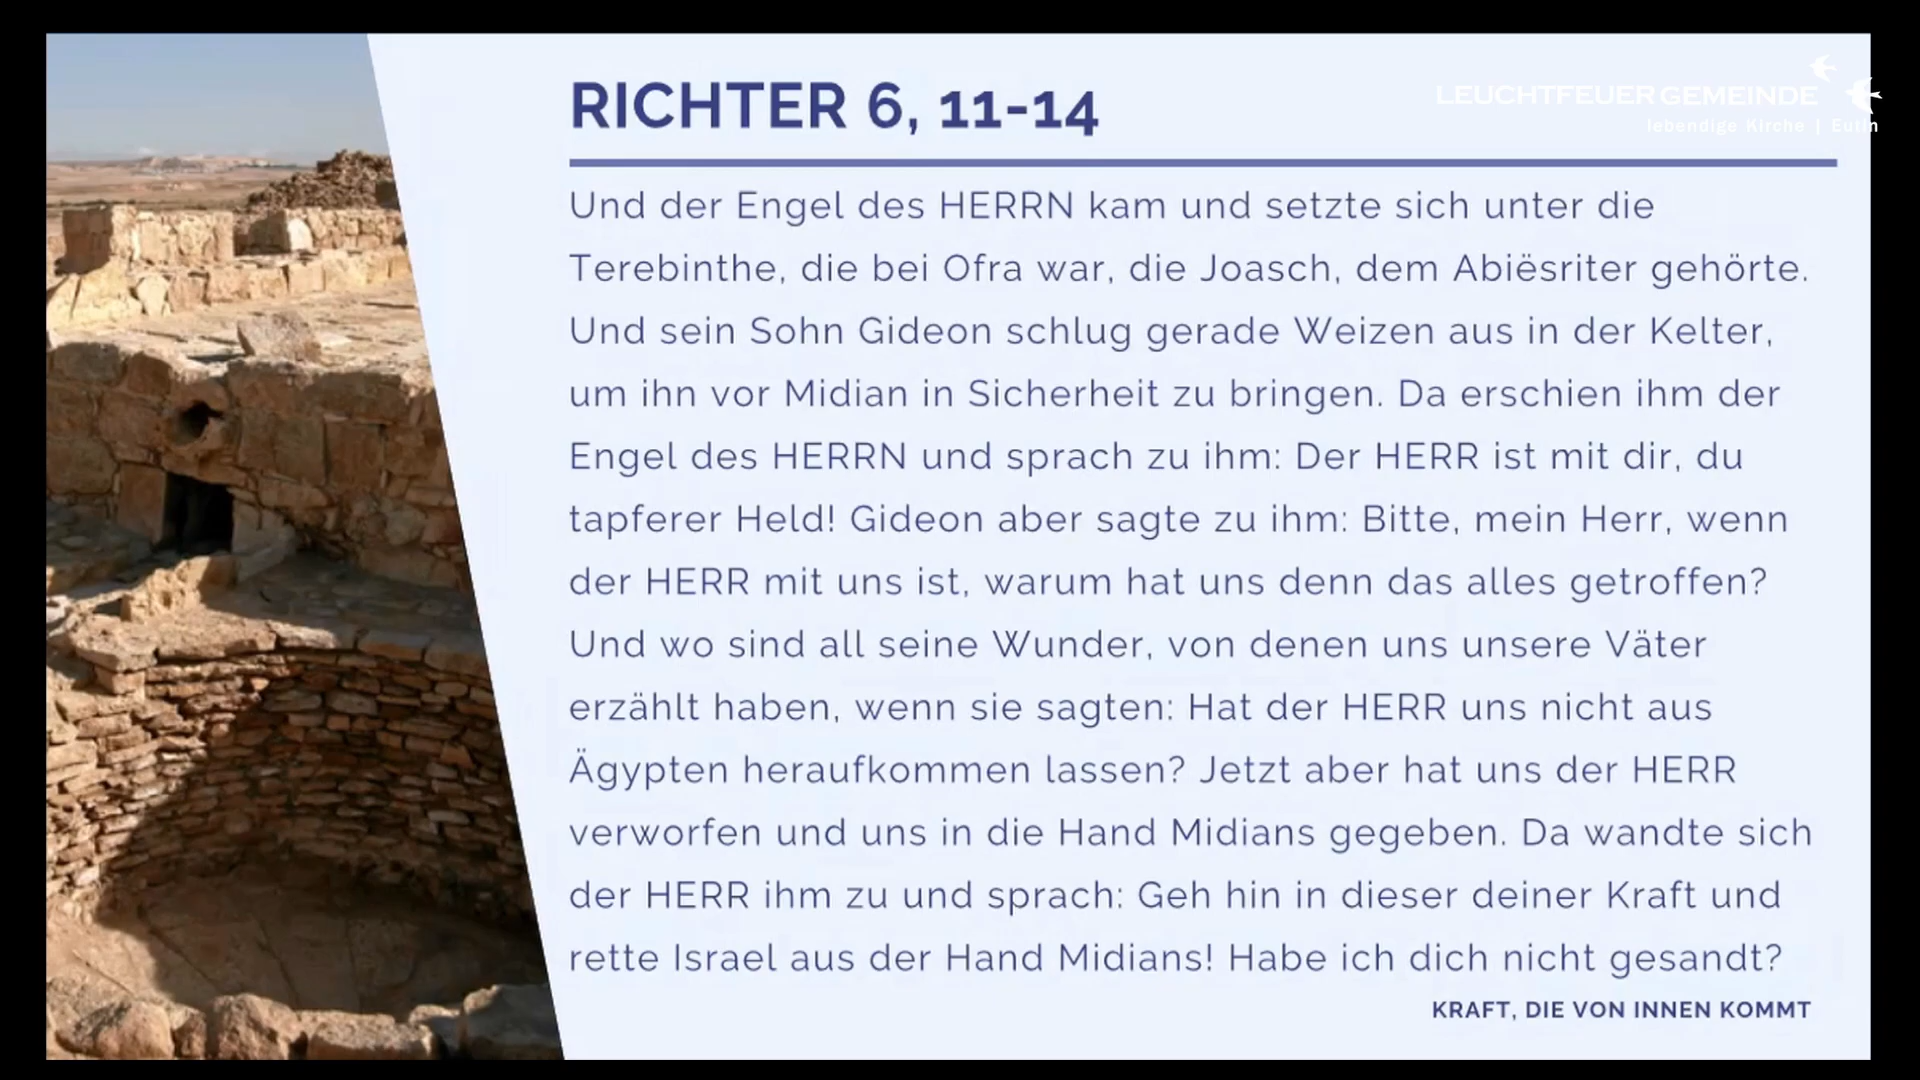 RICHTER 6, 11-14
LEUCHTFEUERGEMEINDE
lebendige Kirche | Eutin
Und der Engel des HERRN kam und setzte sich unter die
Terebinthe, die bei Ofra war, die Joasch, dem Abiësriter gehörte.
Und sein Sohn Gideon schlug gerade Weizen aus in der Kelter,
um ihn vor Midian in Sicherheit zu bringen. Da erschien ihm der
Engel des HERRN und sprach zu ihm: Der HERR ist mit dir, du
tapferer Held! Gideon aber sagte zu ihm: Bitte, mein Herr, wenn
der HERR mit uns ist, warum hat uns denn das alles getroffen?
Und wo sind all seine Wunder, von denen uns unsere Väter
erzählt haben, wenn sie sagten: Hat der HERR uns nicht aus
Ägypten heraufkommen lassen? Jetzt aber hat uns der HERR
verworfen und uns in die Hand Midians gegeben. Da wandte sich
der HERR ihm zu und sprach: Geh hin in dieser deiner Kraft und
rette Israel aus der Hand Midians! Habe ich dich nicht gesandt?
KRAFT, DIE VON INNEN KOMMT